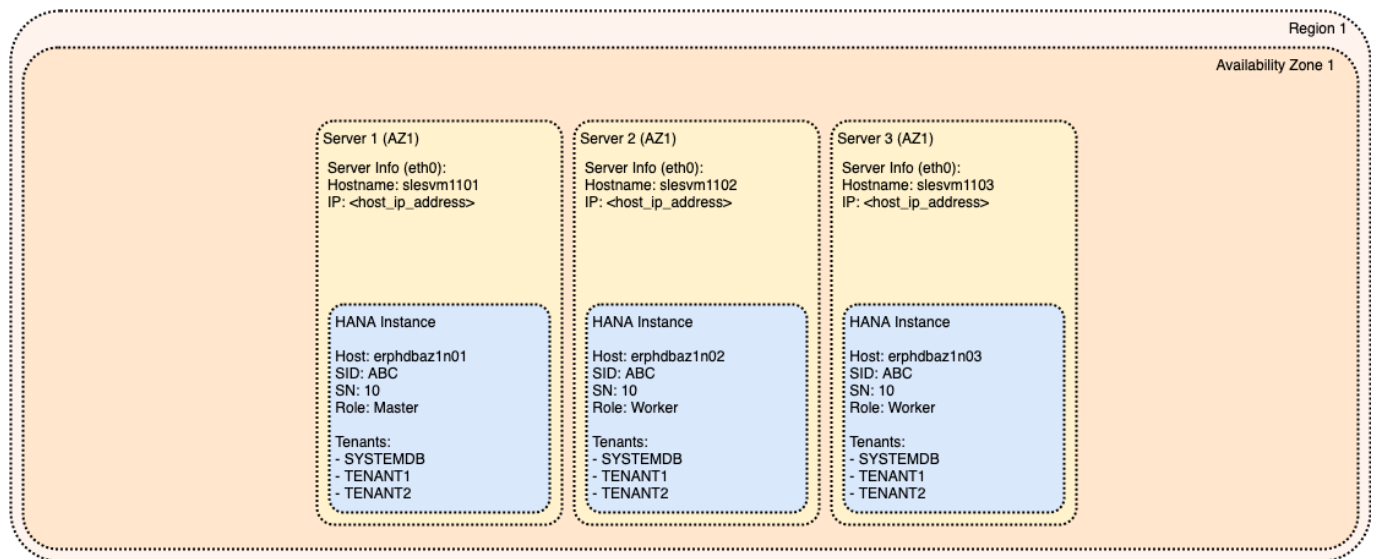 Region 1
Availability Zone 1
Server 1 (AZ1)
Server Info (eth0):
Hostname: slesvm1101
IP: <host_ip_address>
HANA Instance
Host: erphdbaz1n01
SID: ABC
SN: 10
Role: Master
Tenants:
- SYSTEMDB
- TENANT1
- TENANT2
Server 2 (AZ1)
Server Info (eth0):
Hostname: slesvm1102
IP: <host_ip_address>
HANA Instance
Host: erphdbaz1n02
SID: ABC
SN: 10
Role: Worker
Tenants:
- SYSTEMDB
- TENANT1
- TENANT2
Server 3 (AZ1)
Server Info (eth0):
Hostname: slesvm1103
IP: <host_ip_address>
HANA Instance
Host: erphdbaz1n03
SID: ABC
SN: 10
Role: Worker
Tenants:
- SYSTEMDB
- TENANT1
- TENANT2